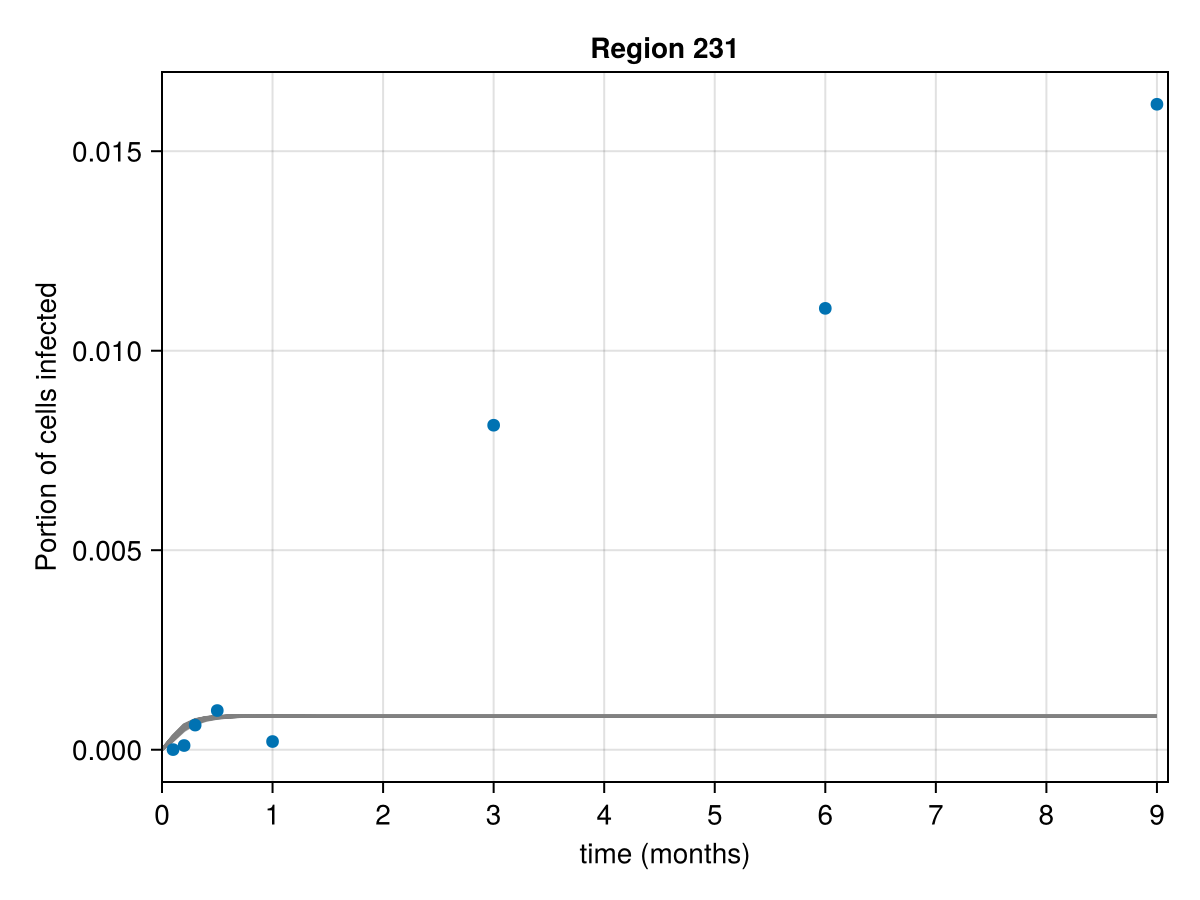 Region 231
Portion of cells infected
0.015
0.010
0.005
0.000
0 1 2 3 4 5 6 7 8 9
time (months)